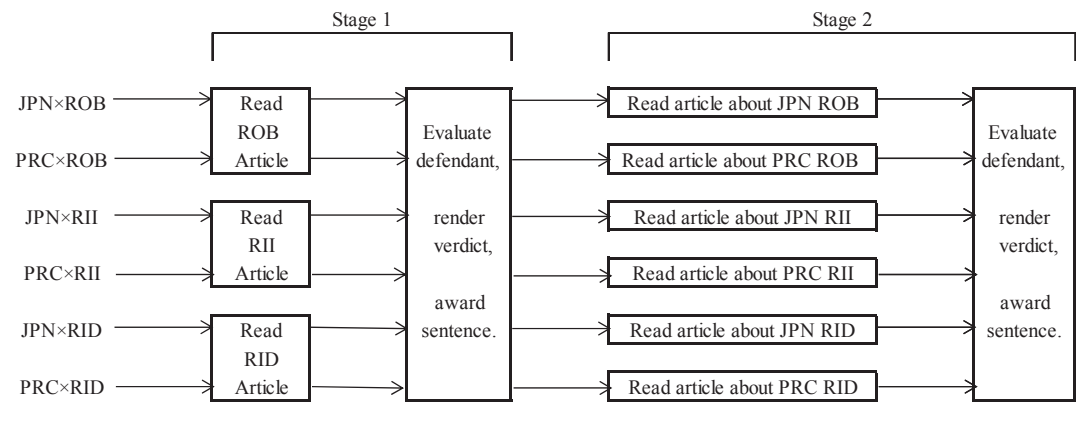 Stage 1
Stage 2
JPN×ROB
PRC×ROB
JPN×RII
PRC×RII
JPN×RID
PRC×RID
Read
ROB
Article
Read
RII
Article
Read
RID
Article
Evaluate
defendant,
render
verdict,
award
sentence.
Read article about JPN ROB
Read article about PRC ROB
Read article about JPN RII
Read article about PRC RII
Read article about JPN RID
Read article about PRC RID
Evaluate
defendant,
render
verdict,
award
sentence.